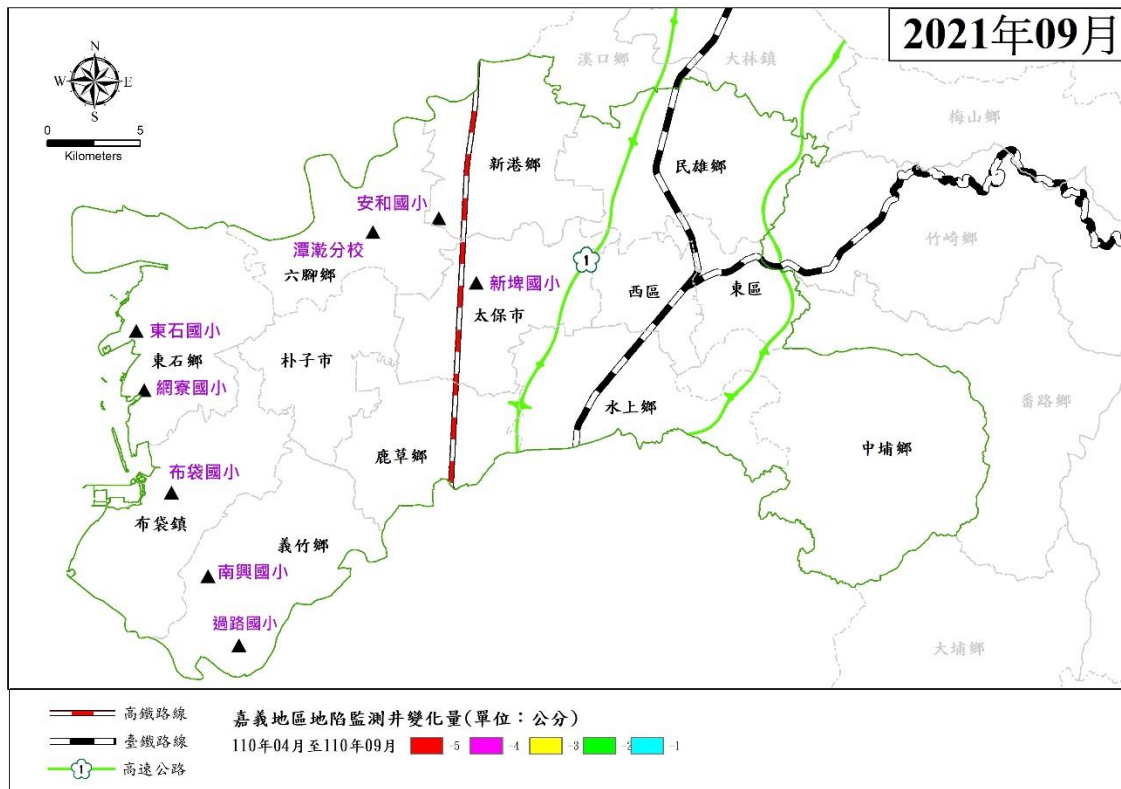 2021年09月
N
W
E
S
0
5
Kilometers
溪口鄉
大林鎮
梅山鄉
新港鄉
民雄鄉
安和國小
潭漧分校
竹崎鄉
六腳鄉
1
新埤國小
西區
東區
太保市
東石國小
東石鄉
朴子市
網寮國小
水上鄉
番路鄉
鹿草鄉
中埔鄉
布袋國小
布袋鎮
義竹鄉
南興國小
過路國小
大埔鄉
高鐵路線
臺鐵路線
1
高速公路
嘉義地區地陷監測井變化量(單位：公分)
110年04月至110年09月 -5 -4 -3 -2 -1